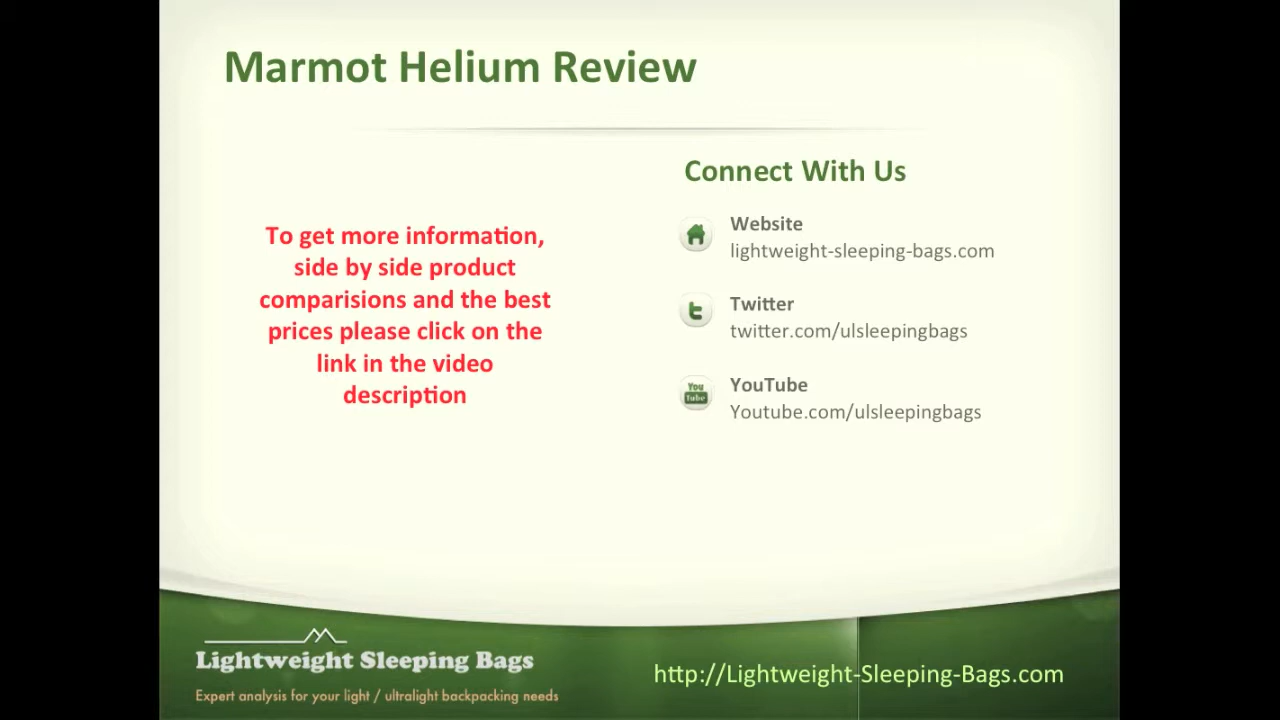 Marmot Helium Review
To get more information,
side by side product
comparisions and the best
prices please click on the
link in the video
description
Connect With Us
Website
lightweight-sleeping-bags.com
Twitter
twitter.com/ulsleepingbags
You
Tube
YouTube
Youtube.com/ulsleepingbags
Lightweight Sleeping Bags
Expert analysis for your light / ultralight backpacking needs
http://Lightweight-Sleeping-Bags.com